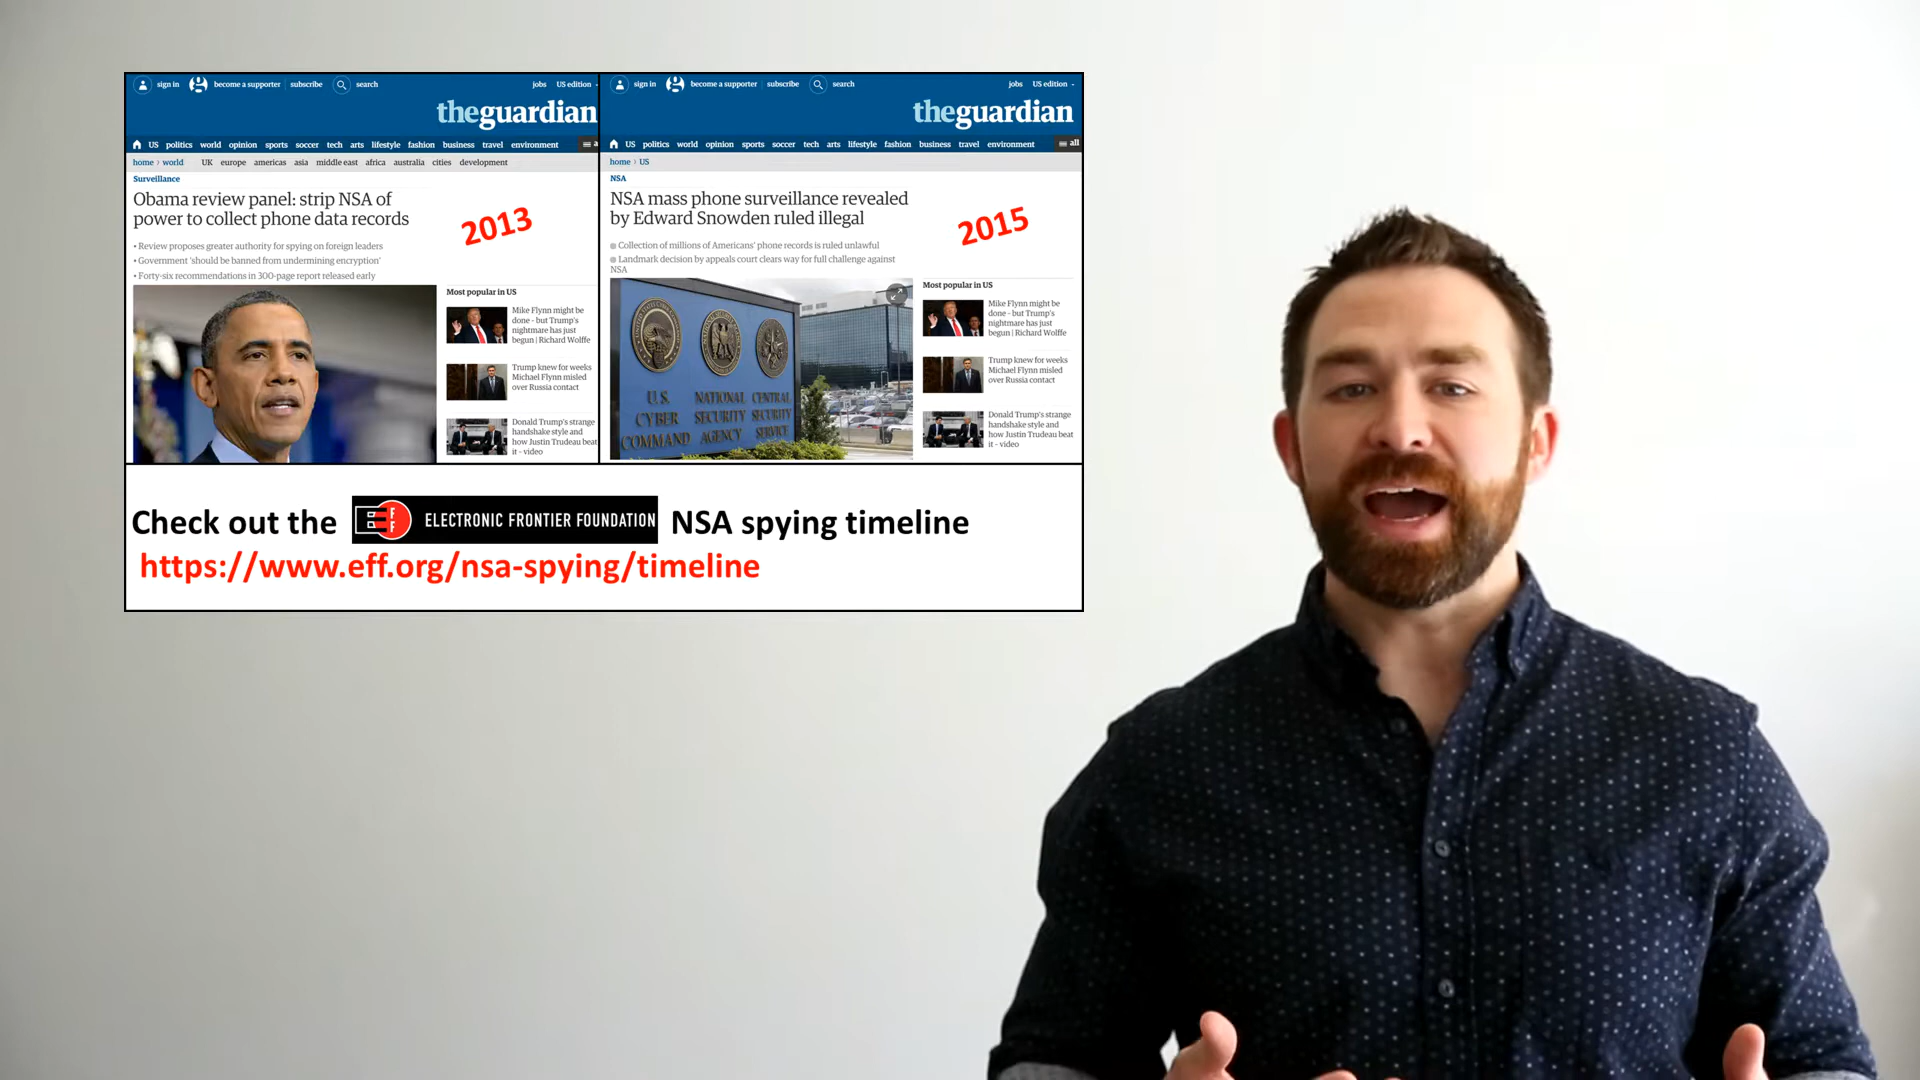 sign in become a supporter subscribe search jobs US edition
theguardian
US politics world opinion sports soccer tech arts lifestyle fashion business travel environment a
home › world UK europe americas asia middle east africa australia cities development
Surveillance
Obama review panel: strip NSA of
power to collect phone data records
2013
• Review proposes greater authority for spying on foreign leaders
• Government 'should be banned from undermining encryption'
• Forty-six recommendations in 300-page report released early
Most popular in US
Mike Flynn might be
done - but Trump's
nightmare has just
begun | Richard Wolffe
Trump knew for weeks
Michael Flynn misled
over Russia contact
Donald Trump's strange
handshake style and
how Justin Trudeau beat
it - video
sign in become a supporter subscribe search jobs US edition
theguardian
US politics world opinion sports soccer tech arts lifestyle fashion business travel environment all
home › US
NSA
NSA mass phone surveillance revealed
by Edward Snowden ruled illegal
2015
Collection of millions of Americans' phone records is ruled unlawful
Landmark decision by appeals court clears way for full challenge against
NSA
U.S. CYBER COMMAND
NATIONAL SECURITY AGENCY
CENTRAL SECURITY SERVICE
Most popular in US
Mike Flynn might be
done - but Trump's
nightmare has just
begun | Richard Wolffe
Trump knew for weeks
Michael Flynn misled
over Russia contact
Donald Trump's strange
handshake style and
how Justin Trudeau beat
it - video
Check out the EFF ELECTRONIC FRONTIER FOUNDATION NSA spying timeline
https://www.eff.org/nsa-spying/timeline